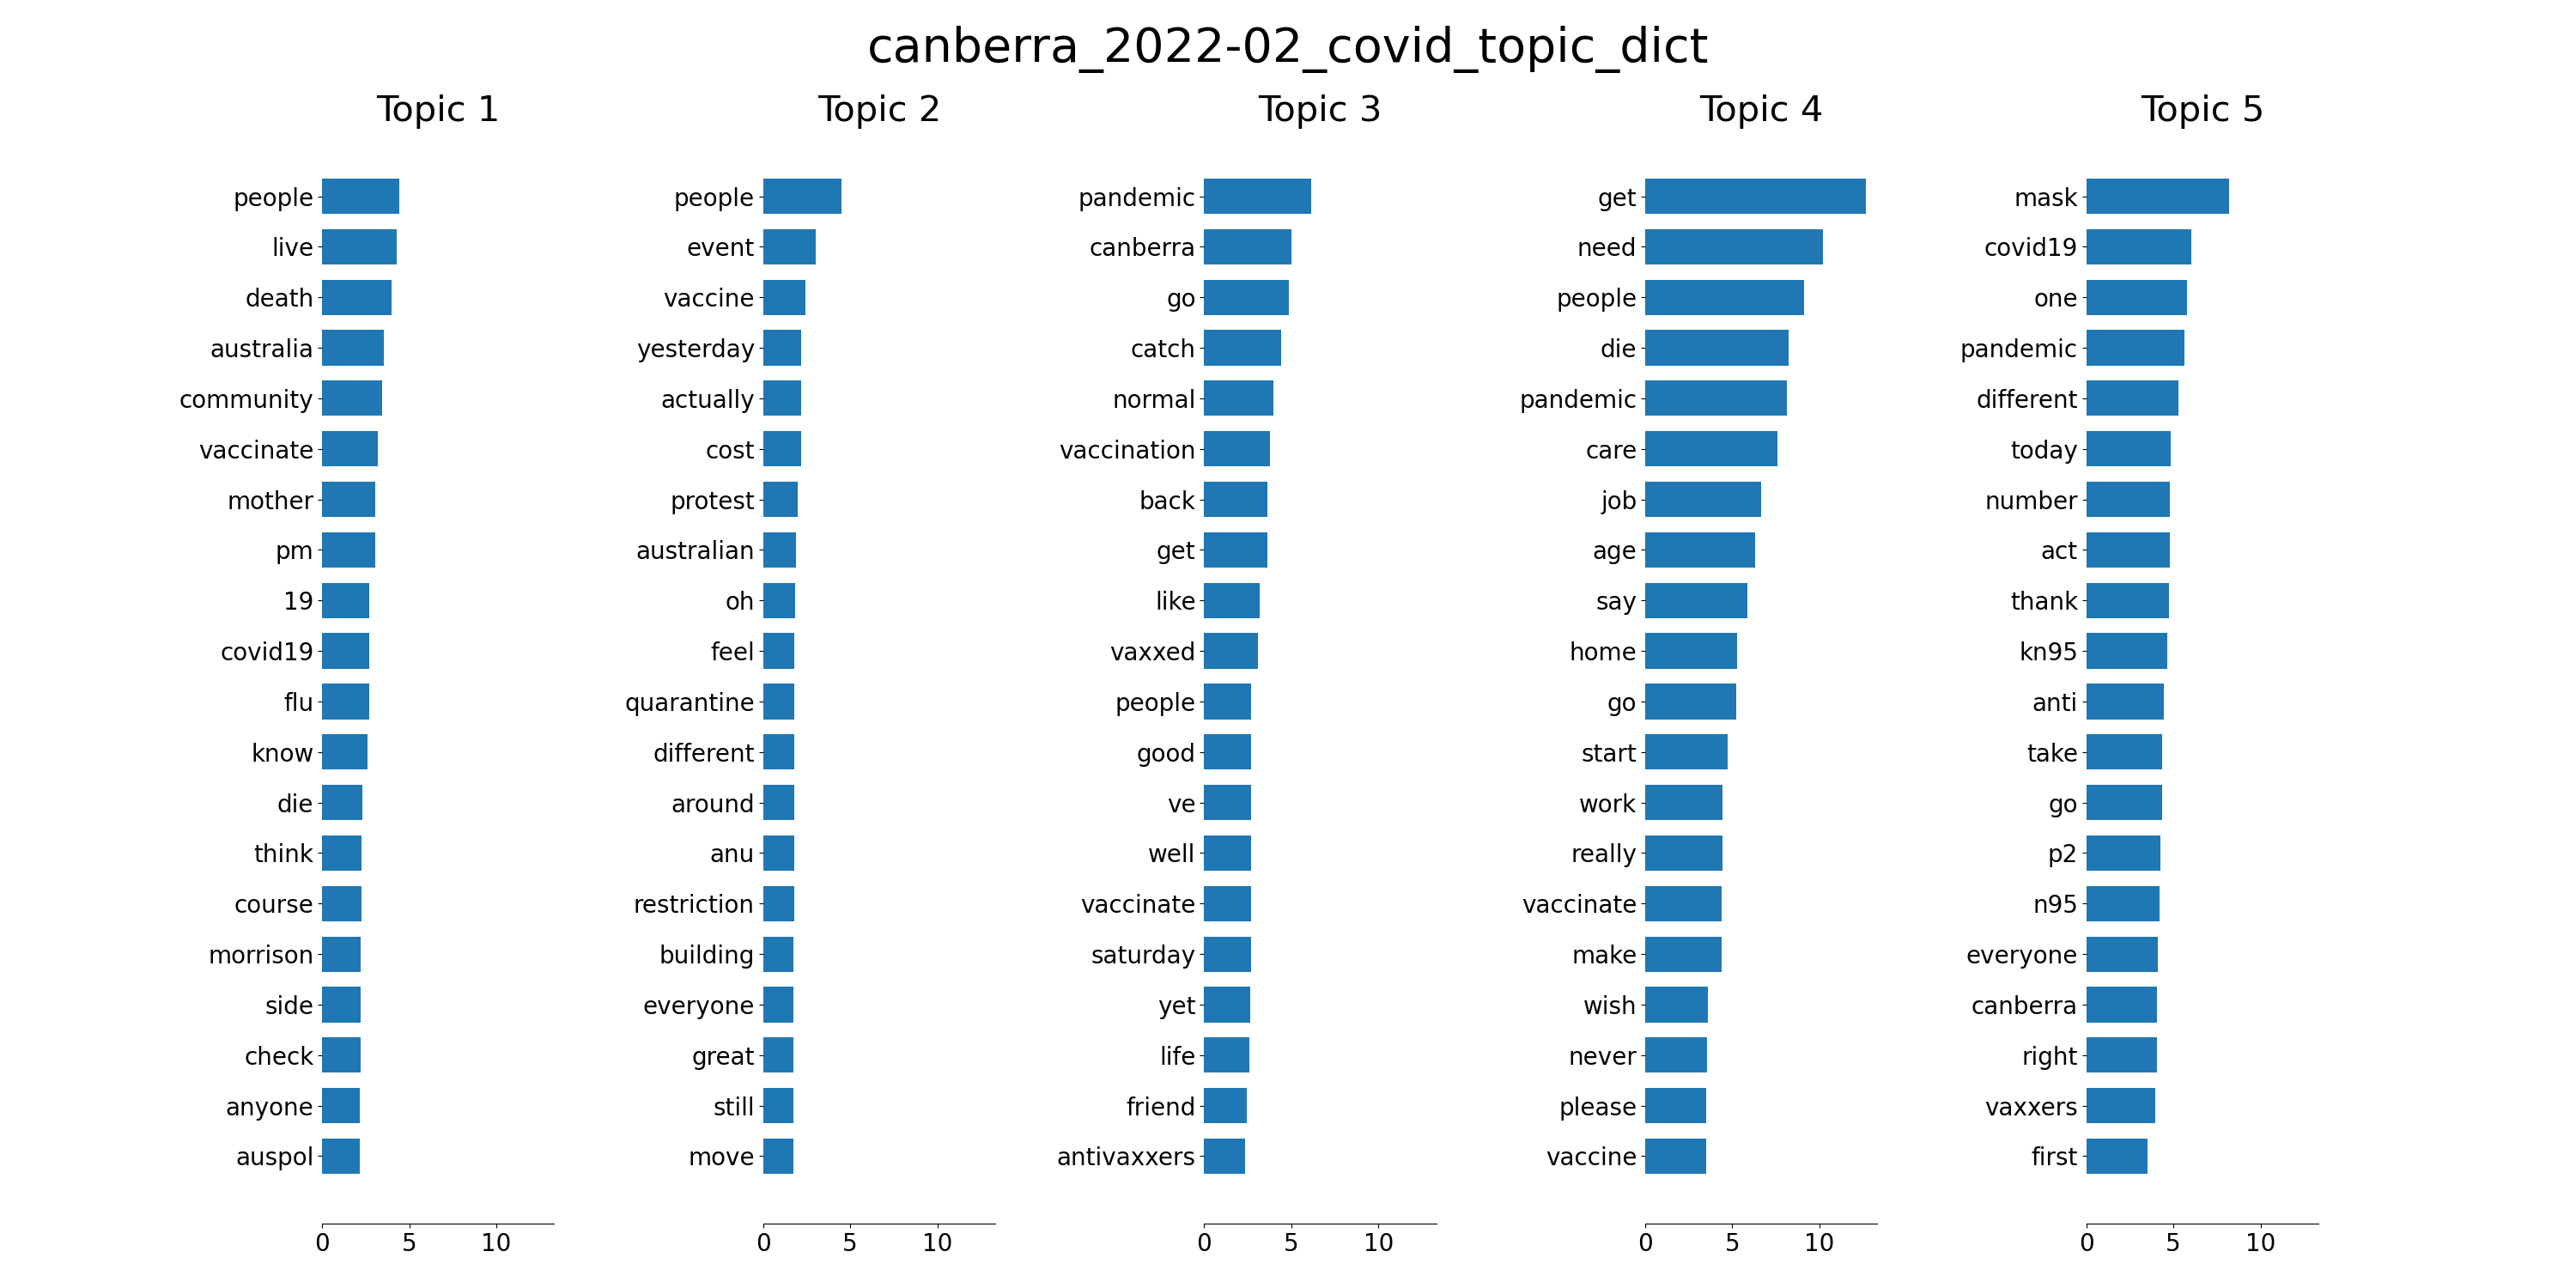 canberra_2022-02_covid_topic_dict
Topic 1
people
live
death
australia
community
vaccinate
mother
pm
19
covid19
flu
know
die
think
course
morrison
side
check
anyone
auspol
0 5 10
Topic 2
people
event
vaccine
yesterday
actually
cost
protest
australian
oh
feel
quarantine
different
around
anu
restriction
building
everyone
great
still
move
0 5 10
Topic 3
pandemic
canberra
go
catch
normal
vaccination
back
get
like
vaxxed
people
good
ve
well
vaccinate
saturday
yet
life
friend
antivaxxers
0 5 10
Topic 4
get
need
people
die
pandemic
care
job
age
say
home
go
start
work
really
vaccinate
make
wish
never
please
vaccine
0 5 10
Topic 5
mask
covid19
one
pandemic
different
today
number
act
thank
kn95
anti
take
go
p2
n95
everyone
canberra
right
vaxxers
first
0 5 10